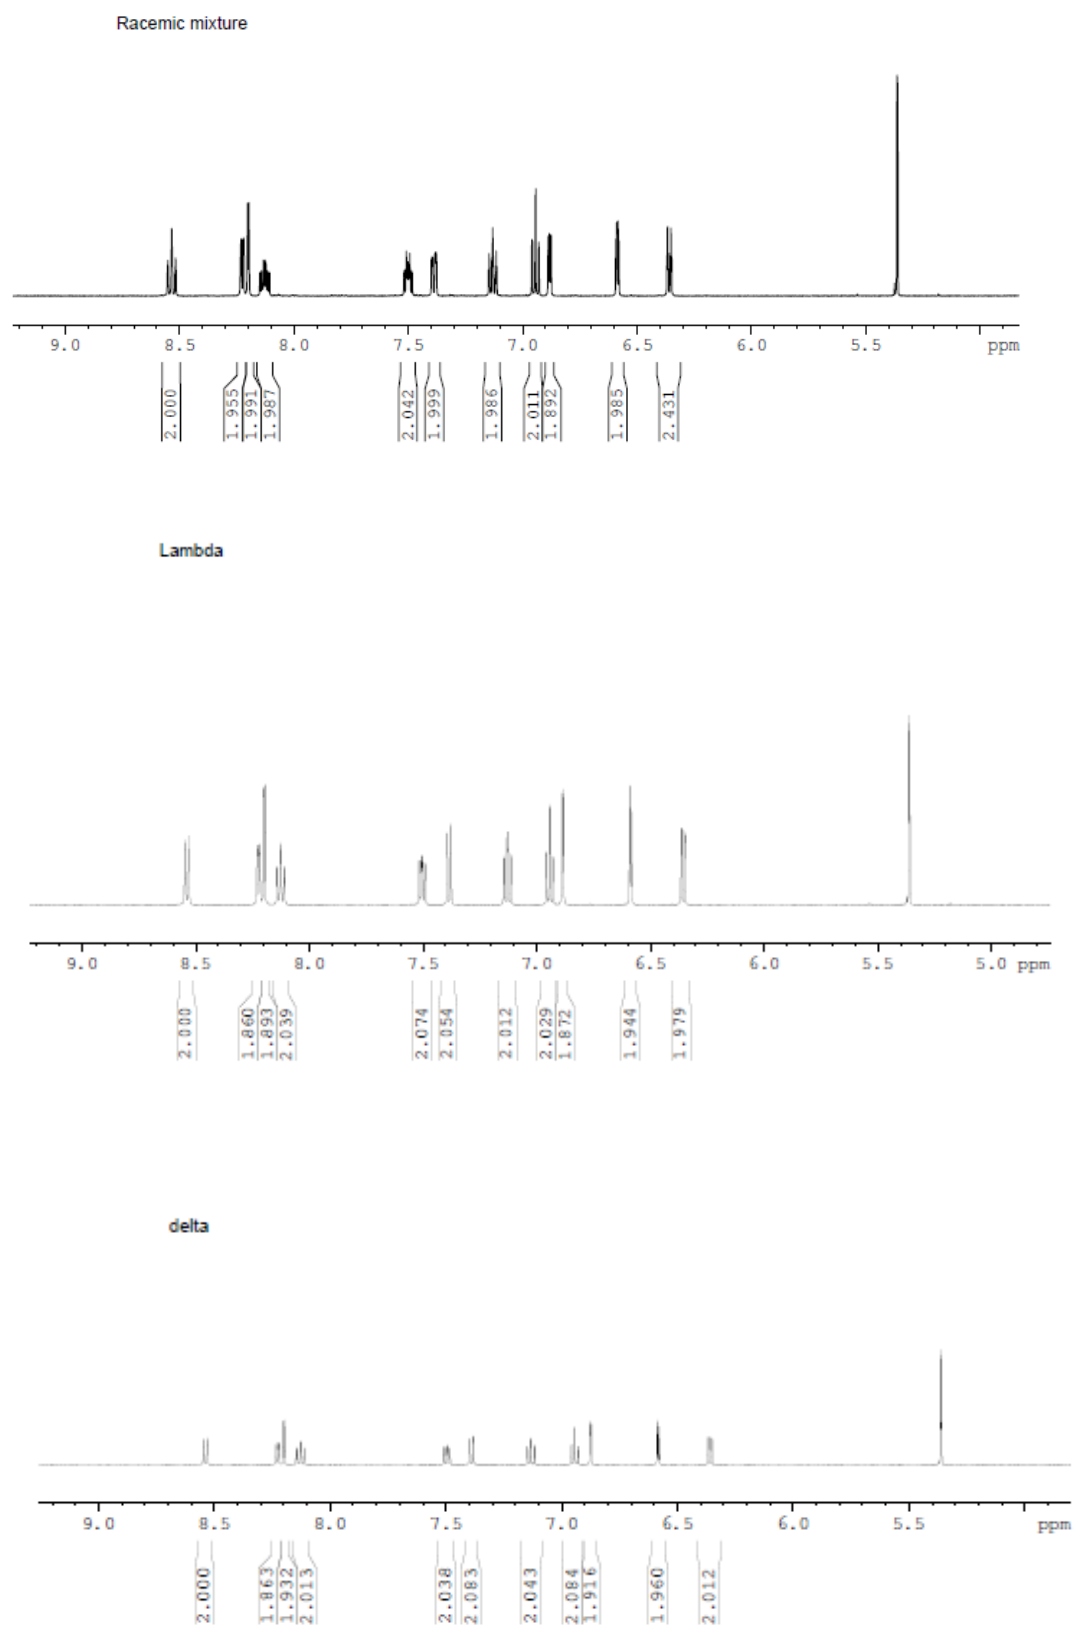 Racemic mixture
9.0 8.5 8.0 7.5 7.0 6.5 6.0 5.5 ppm
2.000 1.955 1.991 1.987 2.042 1.999 1.986 2.011 1.892 1.985 2.431
Lambda
9.0 8.5 8.0 7.5 7.0 6.5 6.0 5.5 5.0 ppm
2.000 1.860 1.893 2.039 2.074 2.054 2.012 2.029 1.872 1.944 1.979
delta
9.0 8.5 8.0 7.5 7.0 6.5 6.0 5.5 ppm
2.000 1.863 1.932 2.013 2.038 2.083 2.043 2.084 1.916 1.960 2.012